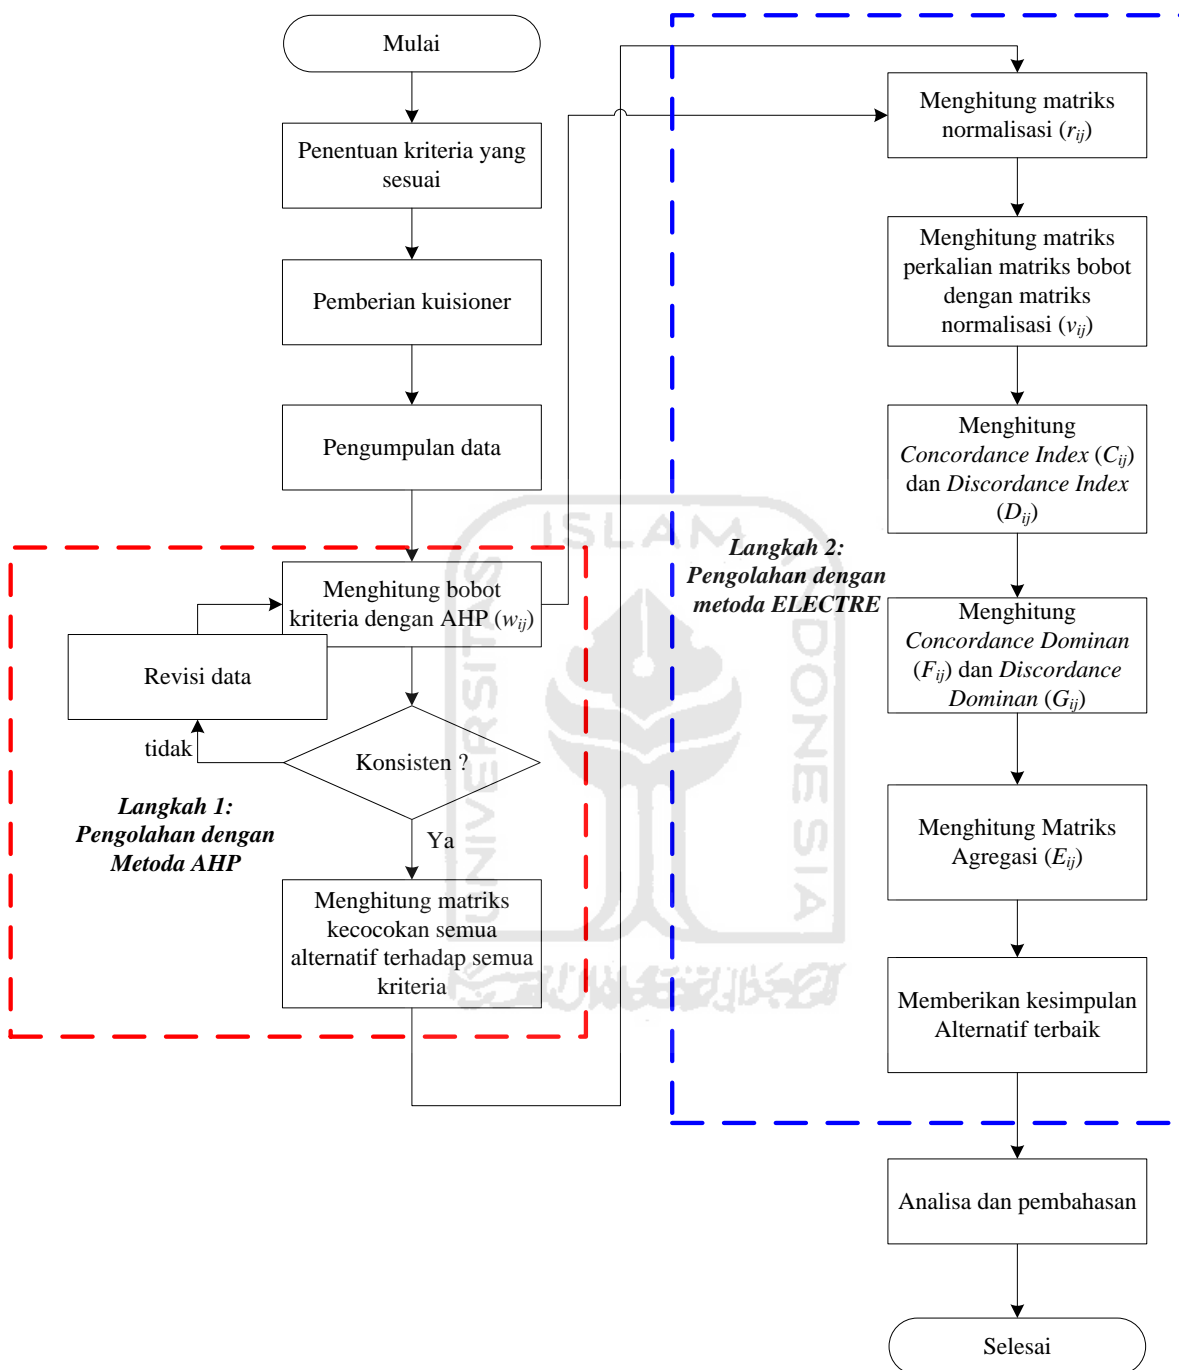 Mulai
Penentuan kriteria yang
sesuai
Pemberian kuisioner
Pengumpulan data
Menghitung bobot
kriteria dengan AHP (wij)
Revisi data
tidak
Konsisten ?
Langkah 1:
Pengolahan dengan
Metoda AHP
Ya
Menghitung matriks
kecocokan semua
alternatif terhadap semua
kriteria
Menghitung matriks
normalisasi (rij)
Menghitung matriks
perkalian matriks bobot
dengan matriks
normalisasi (vij)
Menghitung
Concordance Index (Cij)
dan Discordance Index
(Dij)
Langkah 2:
Pengolahan dengan
metoda ELECTRE
Menghitung
Concordance Dominan
(Fij) dan Discordance
Dominan (Gij)
Menghitung Matriks
Agregasi (Eij)
Memberikan kesimpulan
Alternatif terbaik
Analisa dan pembahasan
Selesai
UNIVERSITAS
ISLAM
INDONESIA